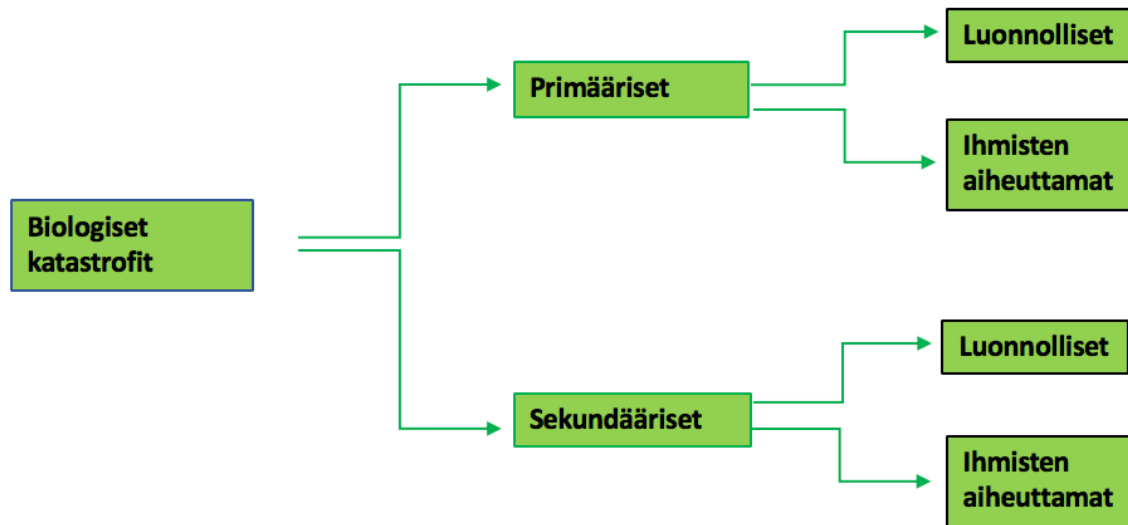 Luonnolliset
Primääriset
Ihmisten
aiheuttamat
Biologiset
katastrofit
Luonnolliset
Sekundääriset
Ihmisten
aiheuttamat